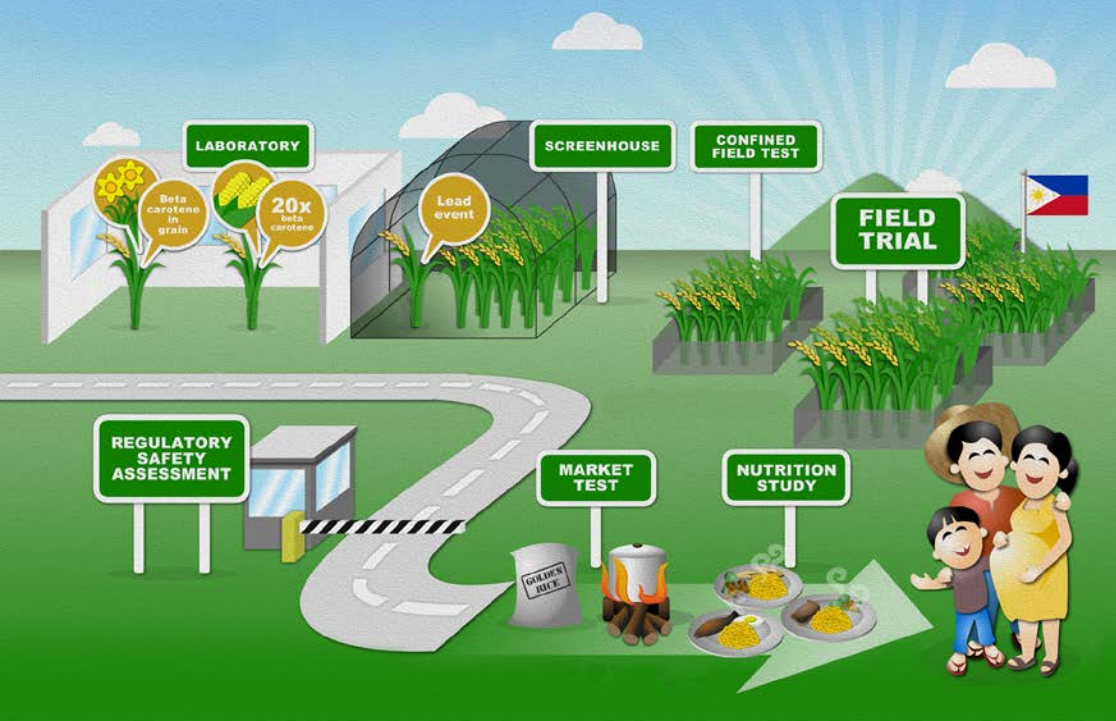 LABORATORY
Beta
carotene
in
grain
20x
beta
carotene
Lead
event
SCREENHOUSE
CONFINED
FIELD TEST
FIELD
TRIAL
REGULATORY
SAFETY
ASSESSMENT
MARKET
TEST
NUTRITION
STUDY
GOLDEN
RICE